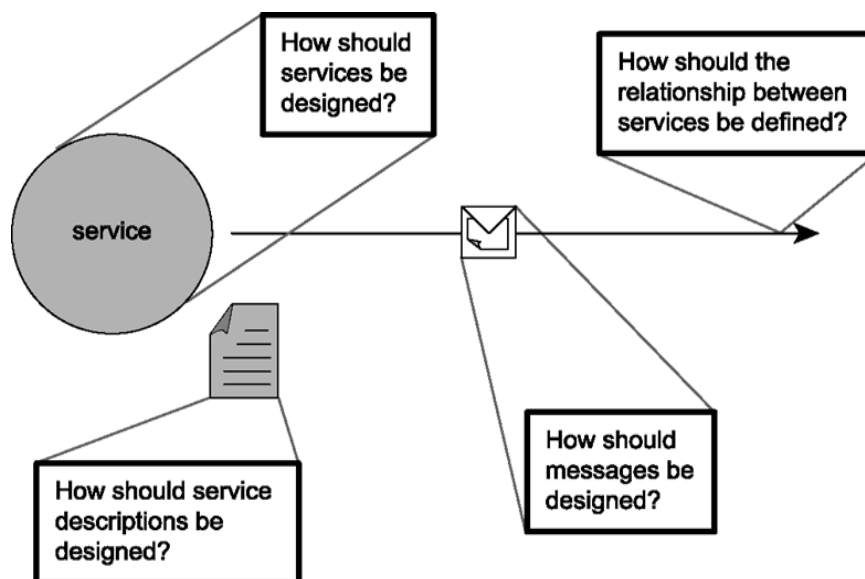 How should
services be
designed?
How should the
relationship between
services be defined?
service
How should service
descriptions be
designed?
How should
messages be
designed?